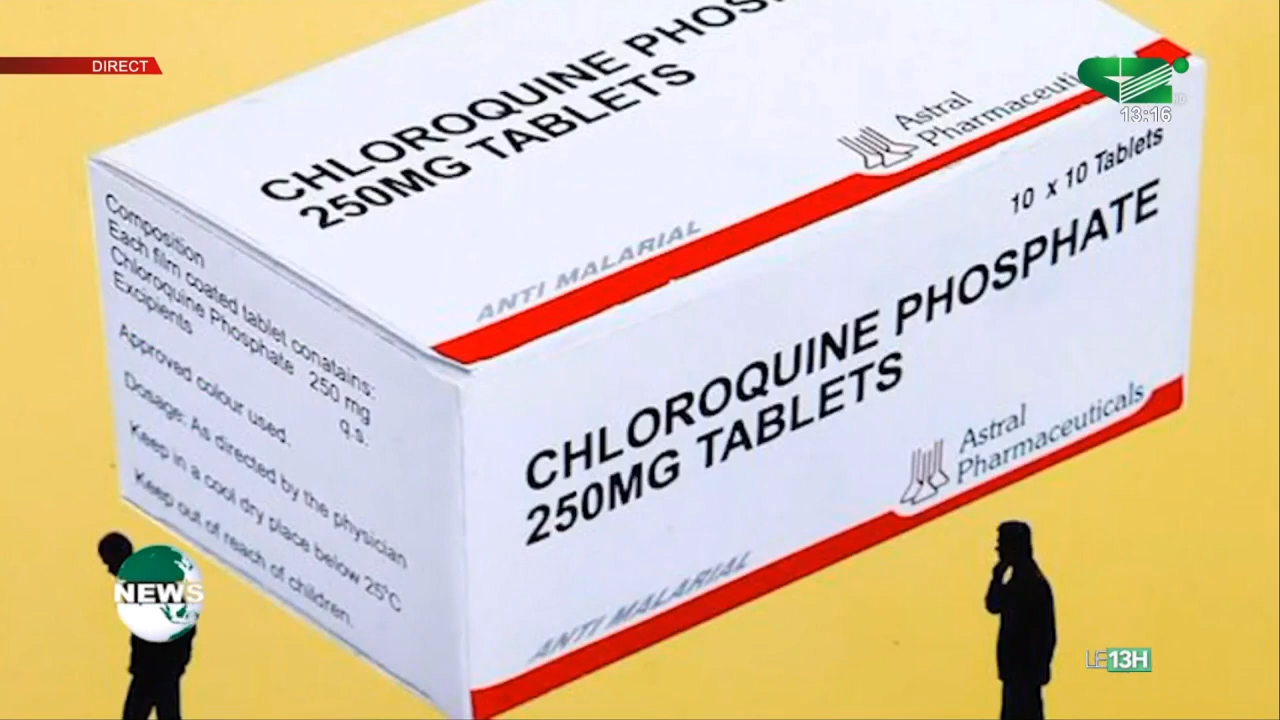 DIRECT
13:16
CHLOROQUINE PHOS
250MG TABLETS
Astral
Pharmaceuti
ANTI MALARIAL
10 x 10 Tablets
CHLOROQUINE PHOSPHATE
250MG TABLETS
Astral
Pharmaceuticals
ANTI MALARIAL
Composition
Each film coated tablet conatains:
Chloroquine Phosphate 250 mg
Excipients q.s.
Approved colour used.
Dosage: As directed by the physician
Keep in a cool dry place below 25°C
Keep out of reach of children.
NEWS
LE13H